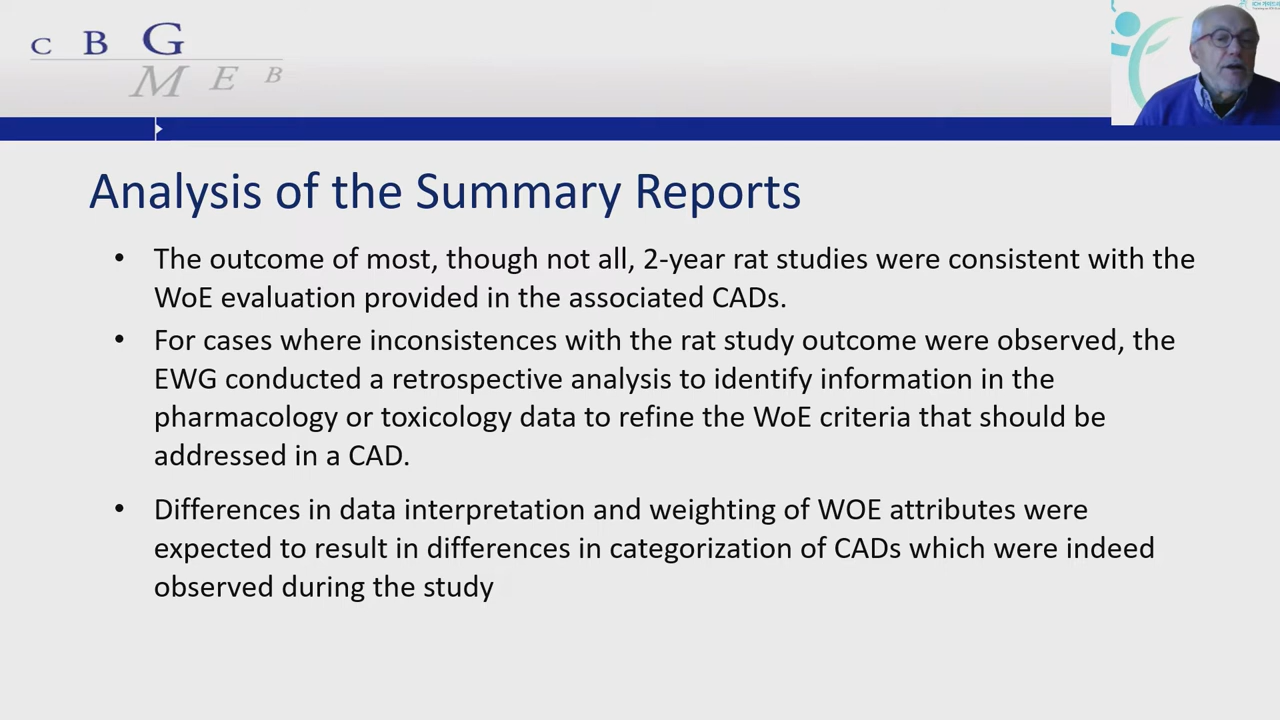 C B G
M E B
Analysis of the Summary Reports
• The outcome of most, though not all, 2-year rat studies were consistent with the
WoE evaluation provided in the associated CADs.
• For cases where inconsistences with the rat study outcome were observed, the
EWG conducted a retrospective analysis to identify information in the
pharmacology or toxicology data to refine the WoE criteria that should be
addressed in a CAD.
• Differences in data interpretation and weighting of WOE attributes were
expected to result in differences in categorization of CADs which were indeed
observed during the study